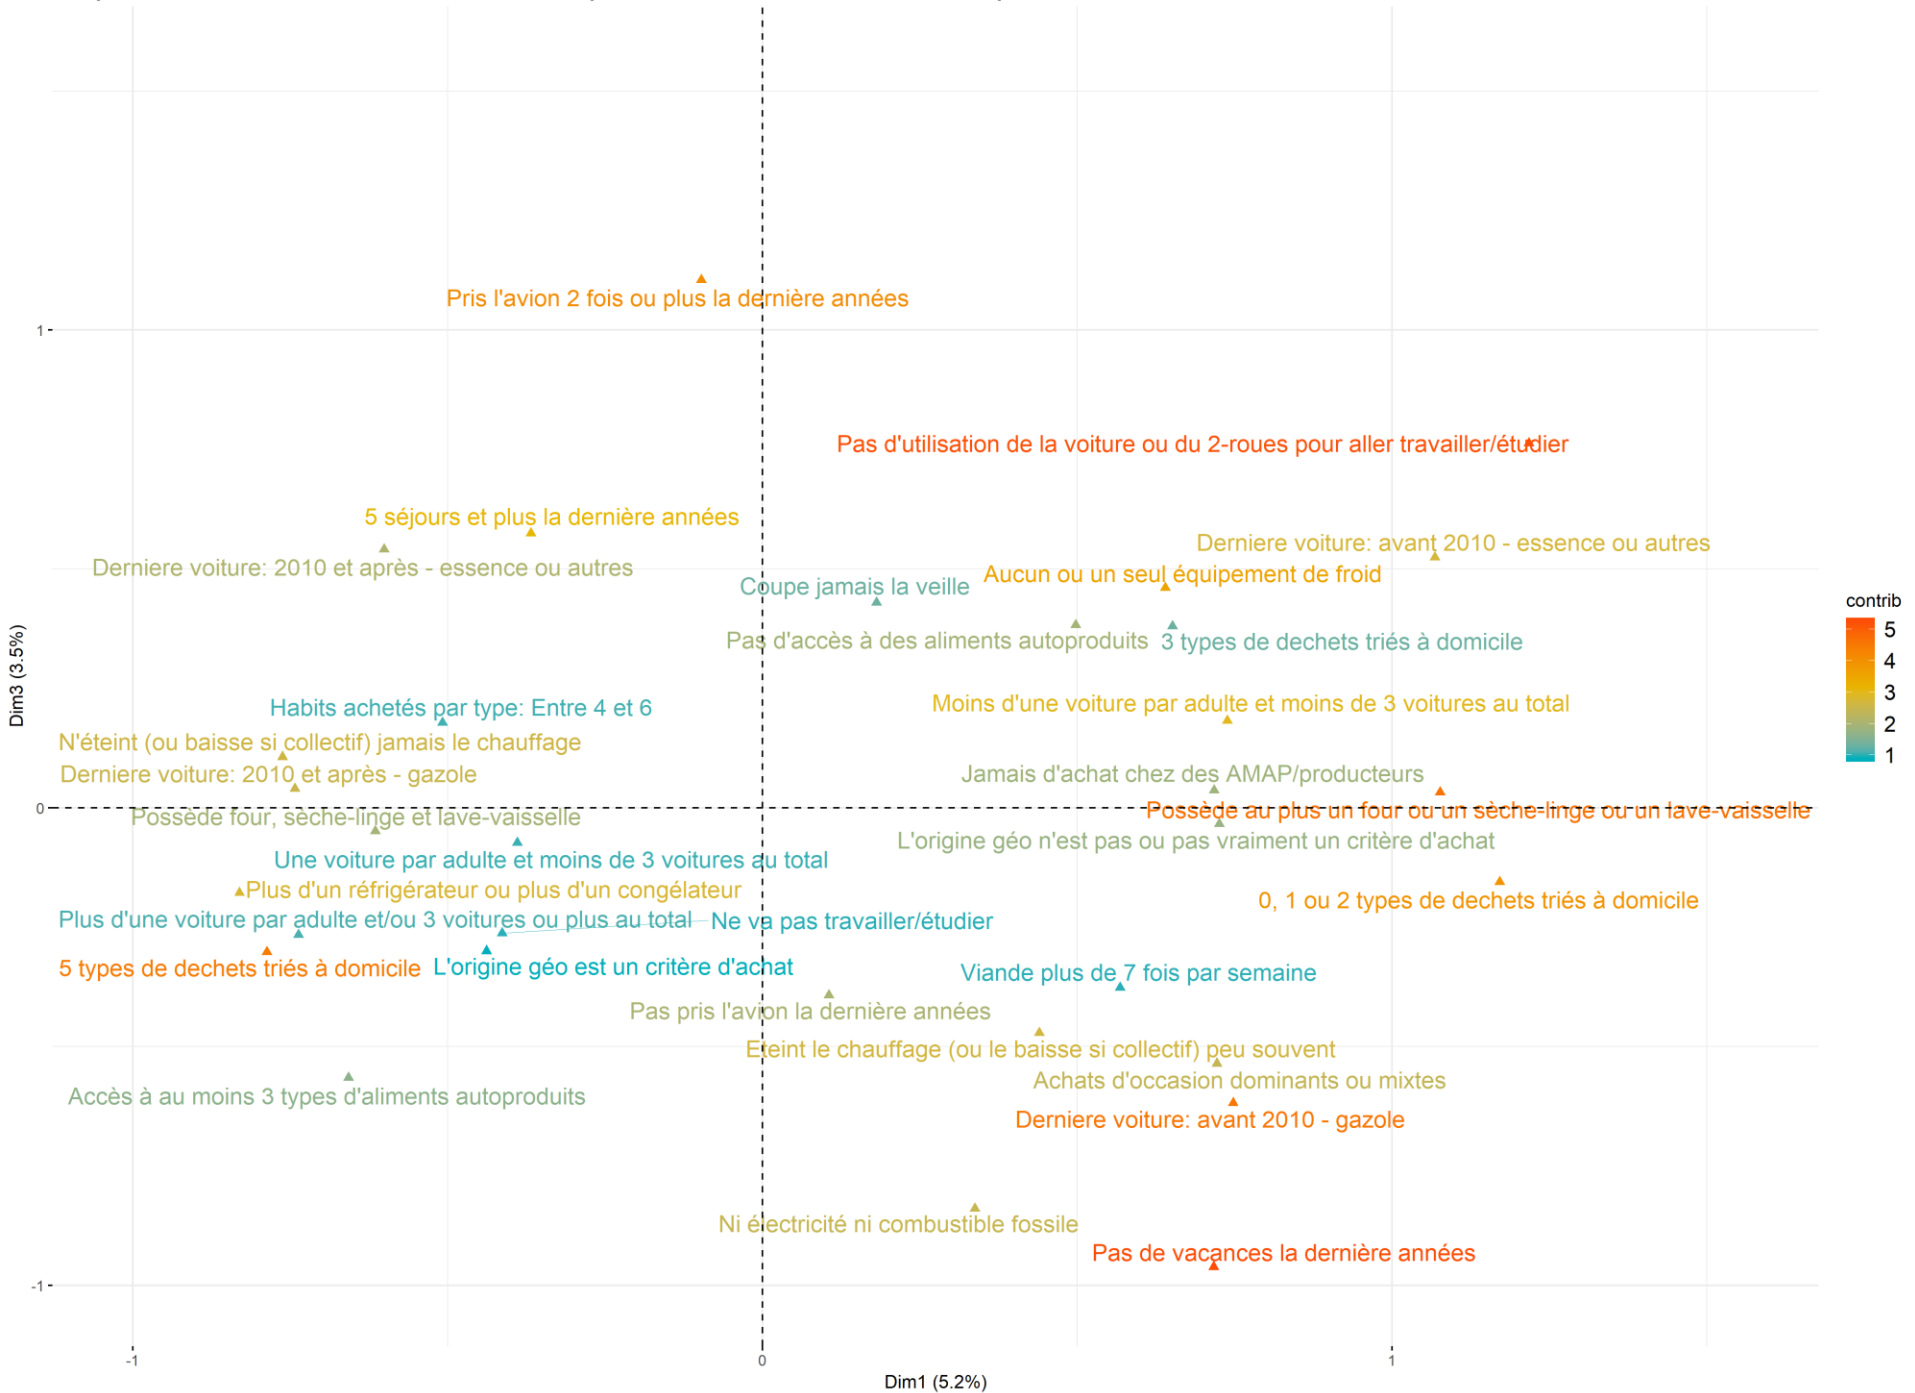 Pris l'avion 2 fois ou plus la dernière années
1
Pas d'utilisation de la voiture ou du 2-roues pour aller travailler/étudier
5 séjours et plus la dernière années
Derniere voiture: avant 2010 - essence ou autres
Derniere voiture: 2010 et après - essence ou autres
Aucun ou un seul équipement de froid
Coupe jamais la veille
Pas d'accès à des aliments autoproduits
3 types de dechets triés à domicile
Habits achetés par type: Entre 4 et 6
Moins d'une voiture par adulte et moins de 3 voitures au total
N'éteint (ou baisse si collectif) jamais le chauffage
Derniere voiture: 2010 et après - gazole
Jamais d'achat chez des AMAP/producteurs
0
Possède four, sèche-linge et lave-vaisselle
Possède au plus un four ou un sèche-linge ou un lave-vaisselle
L'origine géo n'est pas ou pas vraiment un critère d'achat
Une voiture par adulte et moins de 3 voitures au total
Plus d'un réfrigérateur ou plus d'un congélateur
0, 1 ou 2 types de dechets triés à domicile
Plus d'une voiture par adulte et/ou 3 voitures ou plus au total
Ne va pas travailler/étudier
5 types de dechets triés à domicile
L'origine géo est un critère d'achat
Viande plus de 7 fois par semaine
Pas pris l'avion la dernière années
Eteint le chauffage (ou le baisse si collectif) peu souvent
Achats d'occasion dominants ou mixtes
Accès à au moins 3 types d'aliments autoproduits
Derniere voiture: avant 2010 - gazole
Ni électricité ni combustible fossile
Pas de vacances la dernière années
-1
-1
0
1
Dim1 (5.2%)
Dim3 (3.5%)
contrib
5
4
3
2
1